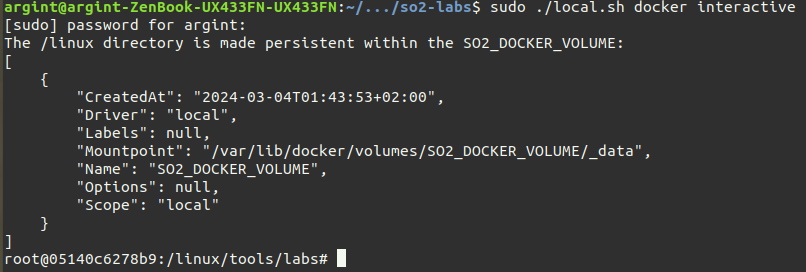 argint@argint-ZenBook-UX433FN-UX433FN:~/.../so2-labs$ sudo ./local.sh docker interactive
[sudo] password for argint:
The /linux directory is made persistent within the SO2_DOCKER_VOLUME:
[
    {
        "CreatedAt": "2024-03-04T01:43:53+02:00",
        "Driver": "local",
        "Labels": null,
        "Mountpoint": "/var/lib/docker/volumes/SO2_DOCKER_VOLUME/_data",
        "Name": "SO2_DOCKER_VOLUME",
        "Options": null,
        "Scope": "local"
    }
]
root@05140c6278b9:/linux/tools/labs#